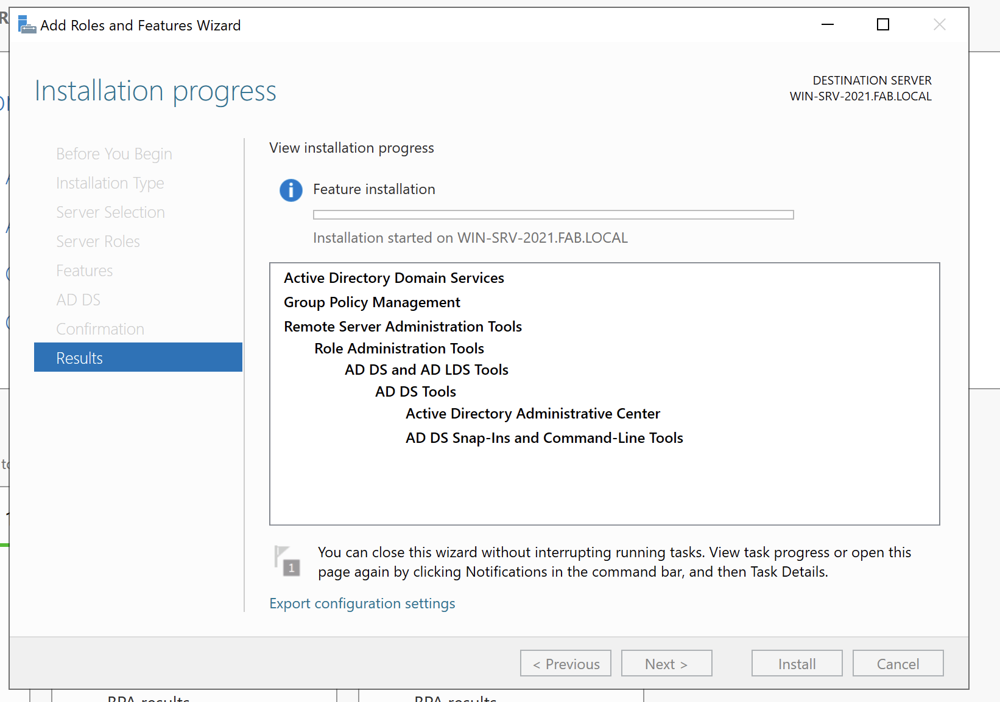 Add Roles and Features Wizard
Installation progress
DESTINATION SERVER
WIN-SRV-2021.FAB.LOCAL
Before You Begin
Installation Type
Server Selection
Server Roles
Features
AD DS
Confirmation
Results
View installation progress
Feature installation
Installation started on WIN-SRV-2021.FAB.LOCAL
Active Directory Domain Services
Group Policy Management
Remote Server Administration Tools
Role Administration Tools
AD DS and AD LDS Tools
AD DS Tools
Active Directory Administrative Center
AD DS Snap-Ins and Command-Line Tools
1
You can close this wizard without interrupting running tasks. View task progress or open this
page again by clicking Notifications in the command bar, and then Task Details.
Export configuration settings
< Previous
Next >
Install
Cancel
BPA results
BPA results